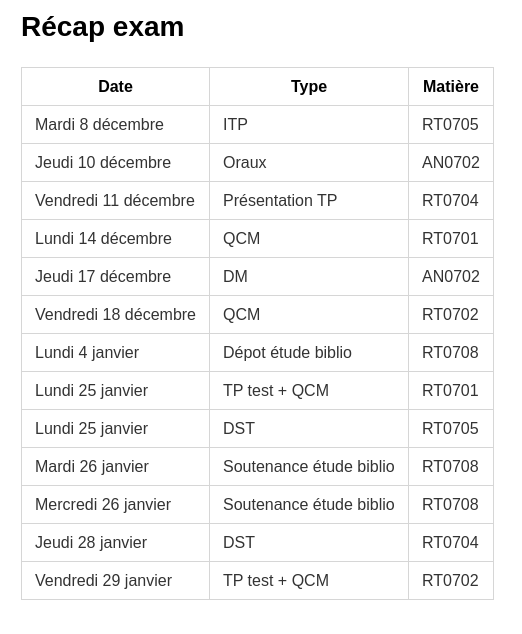 Récap exam
Date Type Matière
Mardi 8 décembre ITP RT0705
Jeudi 10 décembre Oraux AN0702
Vendredi 11 décembre Présentation TP RT0704
Lundi 14 décembre QCM RT0701
Jeudi 17 décembre DM AN0702
Vendredi 18 décembre QCM RT0702
Lundi 4 janvier Dépot étude biblio RT0708
Lundi 25 janvier TP test + QCM RT0701
Lundi 25 janvier DST RT0705
Mardi 26 janvier Soutenance étude biblio RT0708
Mercredi 26 janvier Soutenance étude biblio RT0708
Jeudi 28 janvier DST RT0704
Vendredi 29 janvier TP test + QCM RT0702